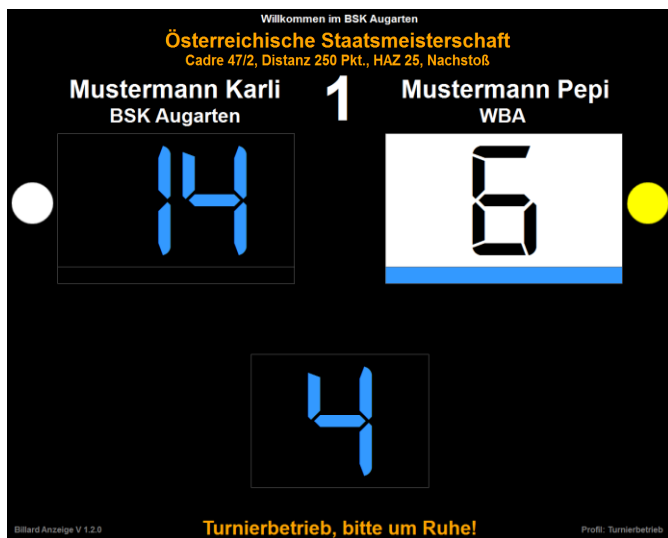 Willkommen im BSK Augarten
Österreichische Staatsmeisterschaft
Cadre 47/2, Distanz 250 Pkt., HAZ 25, Nachstoß
Mustermann Karli 1 Mustermann Pepi
BSK Augarten WBA
14 6
4
Billard Anzeige V 1.2.0 Turnierbetrieb, bitte um Ruhe! Profil: Turnierbetrieb